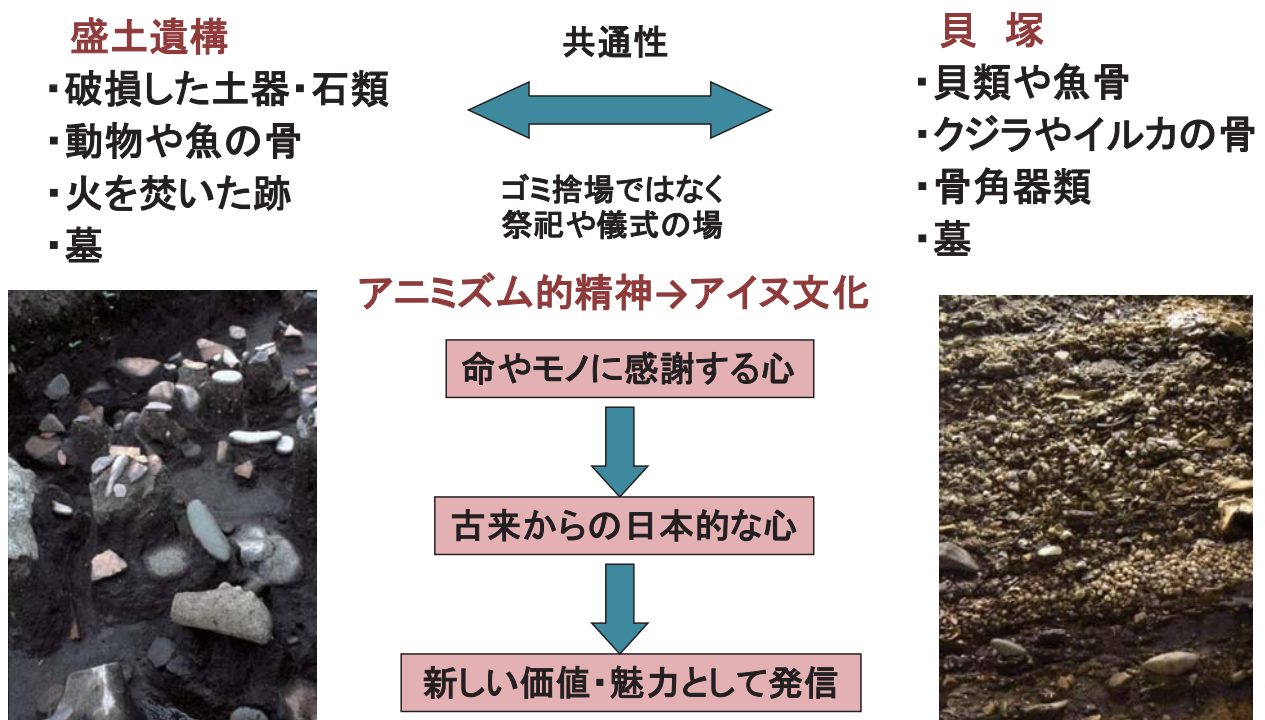 盛土遺構
・破損した土器・石類
・動物や魚の骨
・火を焚いた跡
・墓
共通性
ゴミ捨場ではなく
祭祀や儀式の場
貝　塚
・貝類や魚骨
・クジラやイルカの骨
・骨角器類
・墓
アニミズム的精神→アイヌ文化
命やモノに感謝する心
古来からの日本的な心
新しい価値・魅力として発信